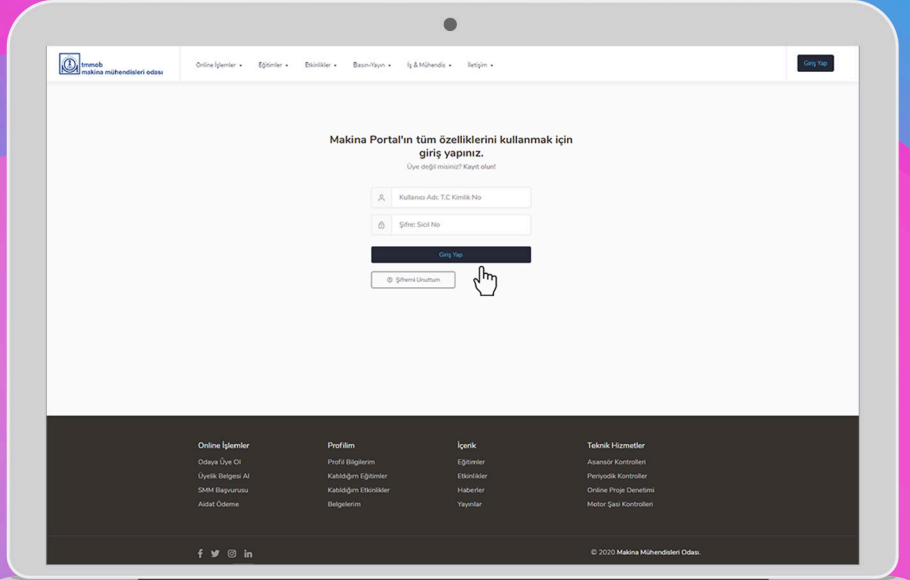 tmmob
makina mühendisleri odası
Online İşlemler
Eğitimler
Etkinlikler
Basın-Yayın
İş & Mühendis
İletişim
Giriş Yap
Makina Portal'ın tüm özelliklerini kullanmak için
giriş yapınız.
Üye değil misiniz? Kayıt olun!
Kullanıcı Adı: T.C Kimlik No
Şifre: Sicil No
Giriş Yap
Şifremi Unuttum
Online İşlemler
Odaya Üye Ol
Üyelik Belgesi Al
SMM Başvurusu
Aidat Ödeme
Profilim
Profil Bilgilerim
Katıldığım Eğitimler
Katıldığım Etkinlikler
Belgelerim
İçerik
Eğitimler
Etkinlikler
Haberler
Yayınlar
Teknik Hizmetler
Asansör Kontrolleri
Periyodik Kontroller
Online Proje Denetimi
Motor Şasi Kontrolleri
© 2020 Makina Mühendisleri Odası.